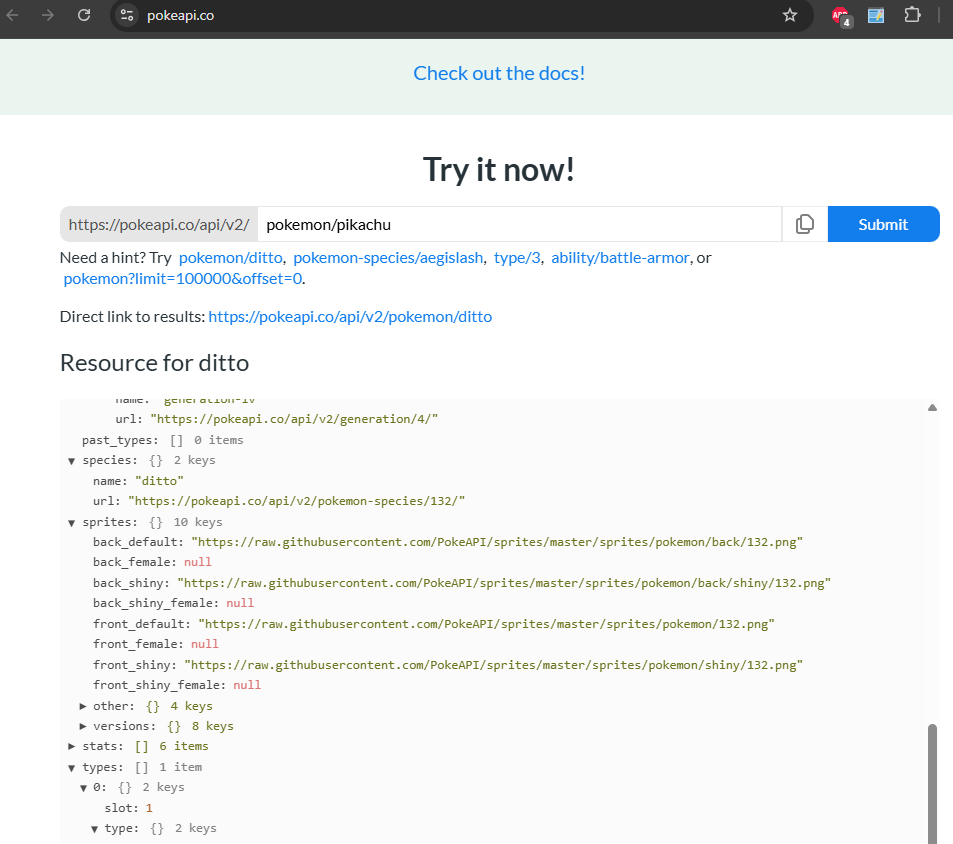 pokeapi.co
ABP
4
Check out the docs!
Try it now!
https://pokeapi.co/api/v2/ pokemon/pikachu Submit
Need a hint? Try pokemon/ditto, pokemon-species/aegislash, type/3, ability/battle-armor, or
pokemon?limit=100000&offset=0.
Direct link to results: https://pokeapi.co/api/v2/pokemon/ditto
Resource for ditto
name: "generation-iv"
url: "https://pokeapi.co/api/v2/generation/4/"
past_types: [] 0 items
▼ species: {} 2 keys
name: "ditto"
url: "https://pokeapi.co/api/v2/pokemon-species/132/"
▼ sprites: {} 10 keys
back_default: "https://raw.githubusercontent.com/PokeAPI/sprites/master/sprites/pokemon/back/132.png"
back_female: null
back_shiny: "https://raw.githubusercontent.com/PokeAPI/sprites/master/sprites/pokemon/back/shiny/132.png"
back_shiny_female: null
front_default: "https://raw.githubusercontent.com/PokeAPI/sprites/master/sprites/pokemon/132.png"
front_female: null
front_shiny: "https://raw.githubusercontent.com/PokeAPI/sprites/master/sprites/pokemon/shiny/132.png"
front_shiny_female: null
▶ other: {} 4 keys
▶ versions: {} 8 keys
▶ stats: [] 6 items
▼ types: [] 1 item
▼ 0: {} 2 keys
slot: 1
▼ type: {} 2 keys